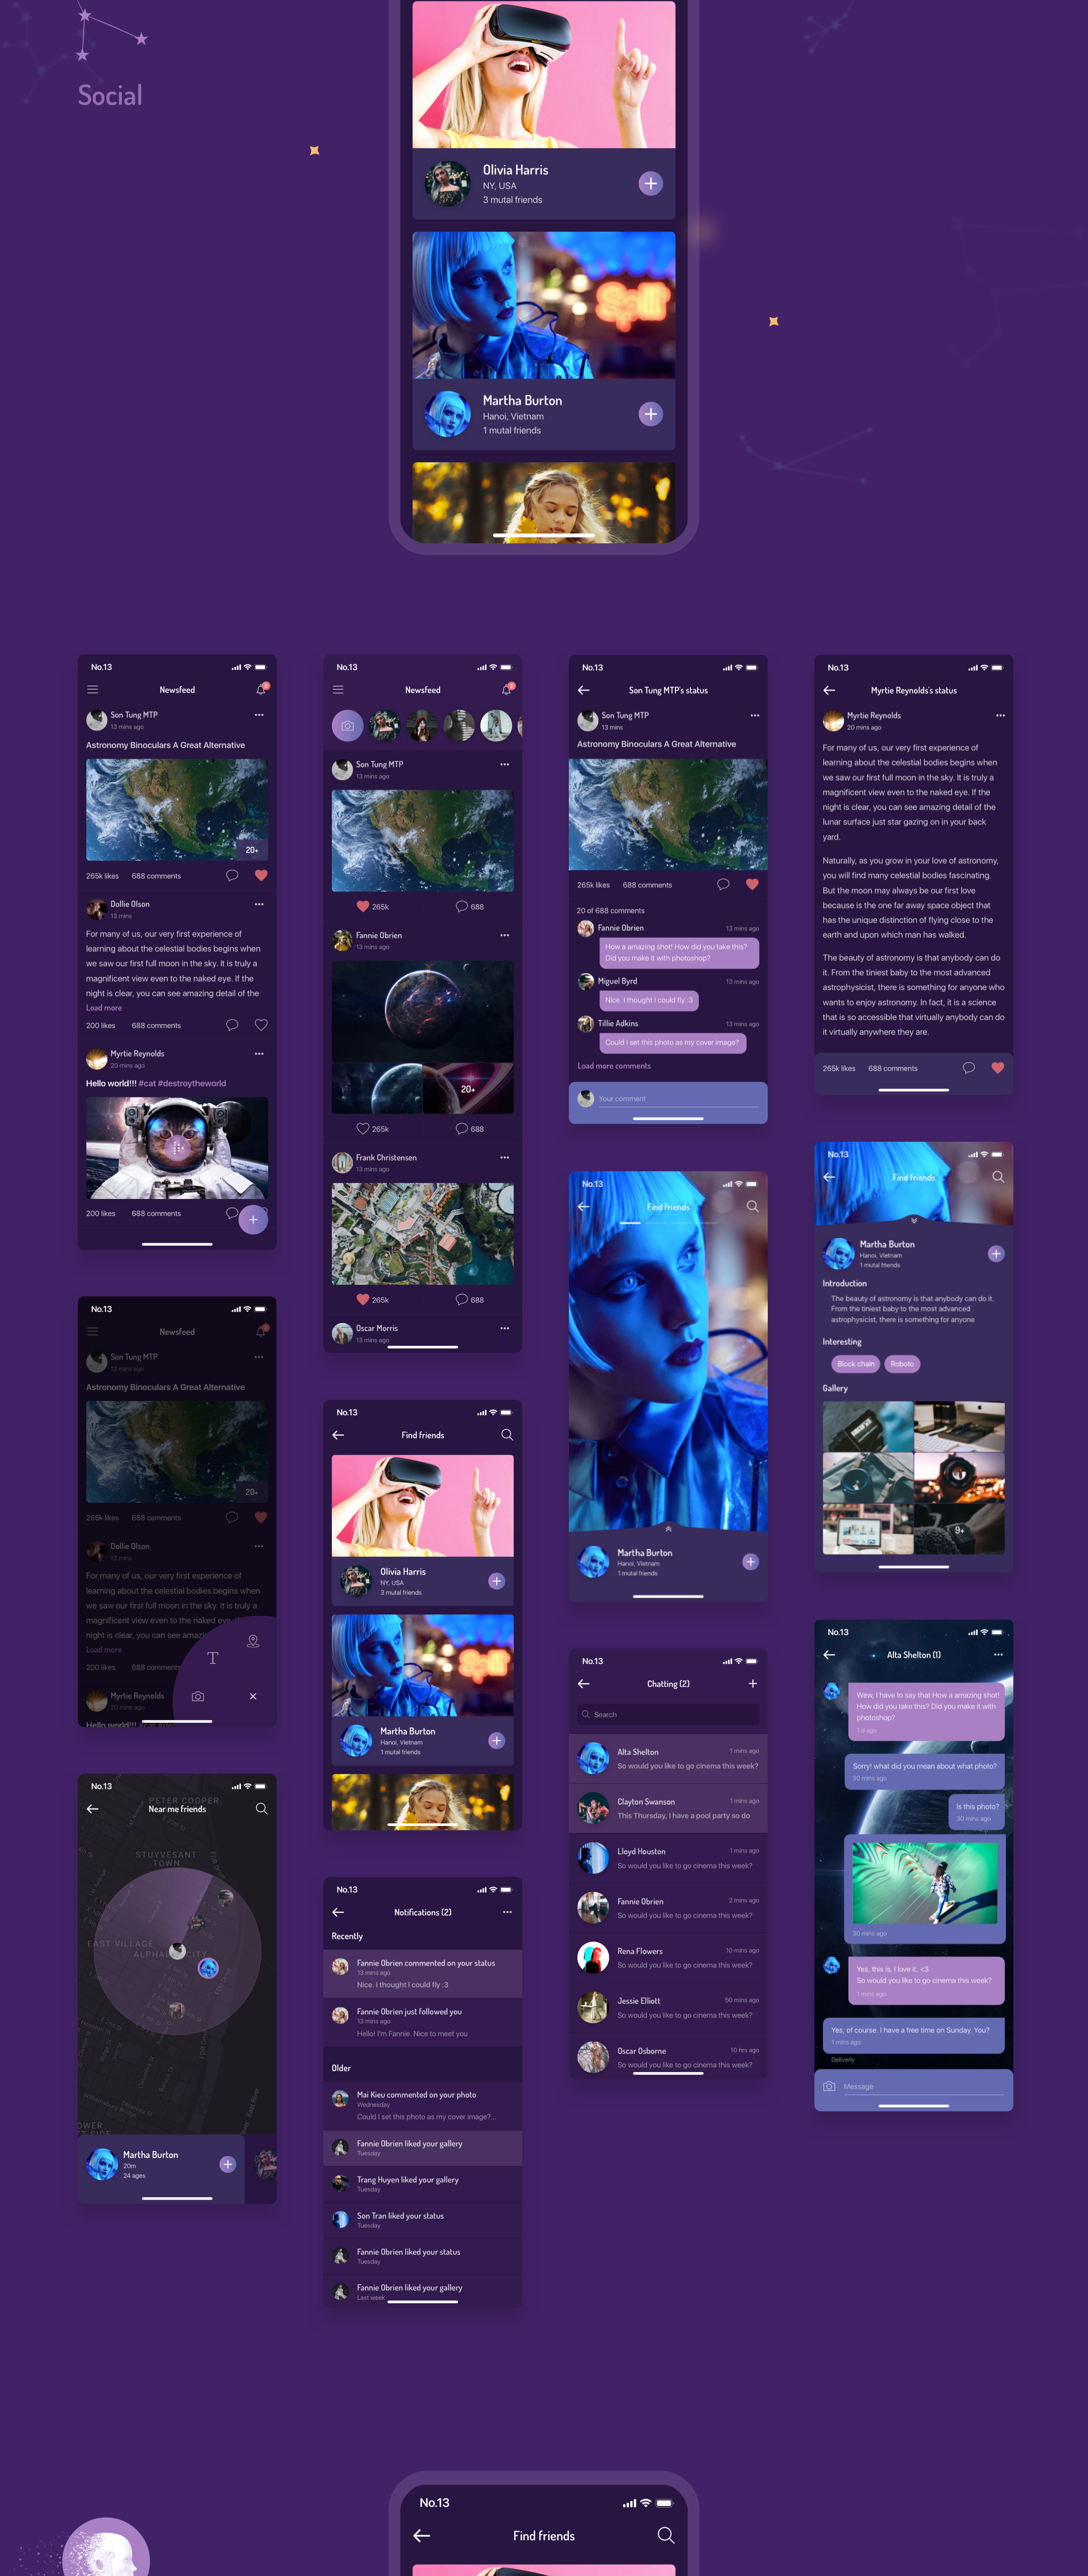 Social
Olivia Harris
NY, USA
3 mutal friends
Martha Burton
Hanoi, Vietnam
1 mutal friends
No.13
Newsfeed
Son Tung MTP
13 mins ago
Astronomy Binoculars A Great Alternative
20+
265k likes 688 comments
Dollie Olson
13 mins
For many of us, our very first experience of
learning about the celestial bodies begins when
we saw our first full moon in the sky. It is truly a
magnificent view even to the naked eye. If the
night is clear, you can see amazing detail of the
Load more
200 likes 688 comments
Myrtie Reynolds
20 mins ago
Hello world!!! #cat #destroytheworld
200 likes 688 comments
No.13
Newsfeed
Son Tung MTP
13 mins ago
Astronomy Binoculars A Great Alternative
20+
265k likes 688 comments
Dollie Olson
13 mins
For many of us, our very first experience of
learning about the celestial bodies begins when
we saw our first full moon in the sky. It is truly a
magnificent view even to the naked eye.
night is clear, you can see amazin
Load more
200 likes 688 comments
Myrtie Reynolds
20 mins ago
Hello world!!!
No.13
PETER COOPER
Near me friends
STUYVESANT
TOWN
EAST VILLAGE
ALPHA CITY
Martha Burton
20m
24 ages
No.13
Newsfeed
Son Tung MTP
13 mins ago
265k 688
Fannie Obrien
13 mins ago
20+
265k 688
Frank Christensen
13 mins ago
265k 688
Oscar Morris
13 mins ago
No.13
Find friends
Olivia Harris
NY, USA
3 mutal friends
Martha Burton
Hanoi, Vietnam
1 mutal friends
No.13
Notifications (2)
Recently
Fannie Obrien commented on your status
13 mins ago
Nice. I thought I could fly :3
Fannie Obrien just followed you
13 mins ago
Hello! I'm Fannie. Nice to meet you
Older
Mai Kieu commented on your photo
Wednesday
Could I set this photo as my cover image?...
Fannie Obrien liked your gallery
Tuesday
Trang Huyen liked your gallery
Tuesday
Son Tran liked your status
Tuesday
Fannie Obrien liked your status
Tuesday
Fannie Obrien liked your gallery
Last week
No.13
Son Tung MTP's status
Son Tung MTP
13 mins
Astronomy Binoculars A Great Alternative
265k likes 688 comments
20 of 688 comments
Fannie Obrien 13 mins ago
How a amazing shot! How did you take this?
Did you make it with photoshop?
Miguel Byrd 13 mins ago
Nice. I thought I could fly :3
Tillie Adkins 13 mins ago
Could I set this photo as my cover image?
Load more comments
Your comment
No.13
Find friends
Martha Burton
Hanoi, Vietnam
1 mutal friends
No.13
Chatting (2)
Search
Alta Shelton 1 mins ago
So would you like to go cinema this week?
Clayton Swanson 1 mins ago
This Thursday, I have a pool party so do
Lloyd Houston 1 mins ago
So would you like to go cinema this week?
Fannie Obrien 2 mins ago
So would you like to go cinema this week?
Rena Flowers 10 mins ago
So would you like to go cinema this week?
Jessie Elliott 50 mins ago
So would you like to go cinema this week?
Oscar Osborne 10 hrs ago
So would you like to go cinema this week?
No.13
Myrtie Reynolds's status
Myrtie Reynolds
20 mins ago
For many of us, our very first experience of
learning about the celestial bodies begins when
we saw our first full moon in the sky. It is truly a
magnificent view even to the naked eye. If the
night is clear, you can see amazing detail of the
lunar surface just star gazing on in your back
yard.
Naturally, as you grow in your love of astronomy,
you will find many celestial bodies fascinating.
But the moon may always be our first love
because is the one far away space object that
has the unique distinction of flying close to the
earth and upon which man has walked.
The beauty of astronomy is that anybody can do
it. From the tiniest baby to the most advanced
astrophysicist, there is something for anyone who
wants to enjoy astronomy. In fact, it is a science
that is so accessible that virtually anybody can do
it virtually anywhere they are.
265k likes 688 comments
No.13
Find friends
Martha Burton
Hanoi, Vietnam
1 mutal friends
Introduction
The beauty of astronomy is that anybody can do it.
From the tiniest baby to the most advanced
astrophysicist, there is something for anyone
Interesting
Block chain Roboto
Gallery
9+
No.13
Alta Shelton (1)
Wew, I have to say that How a amazing shot!
How did you take this? Did you make it with
photoshop?
Sorry! what did you mean about what photo?
30 mins ago
Is this photo?
30 mins ago
30 mins ago
Yes, this is. I love it. <3
So would you like to go cinema this week?
1 mins ago
Yes, of course. I have a free time on Sunday. You?
1 mins ago
Deliverly
Message
No.13
Find friends